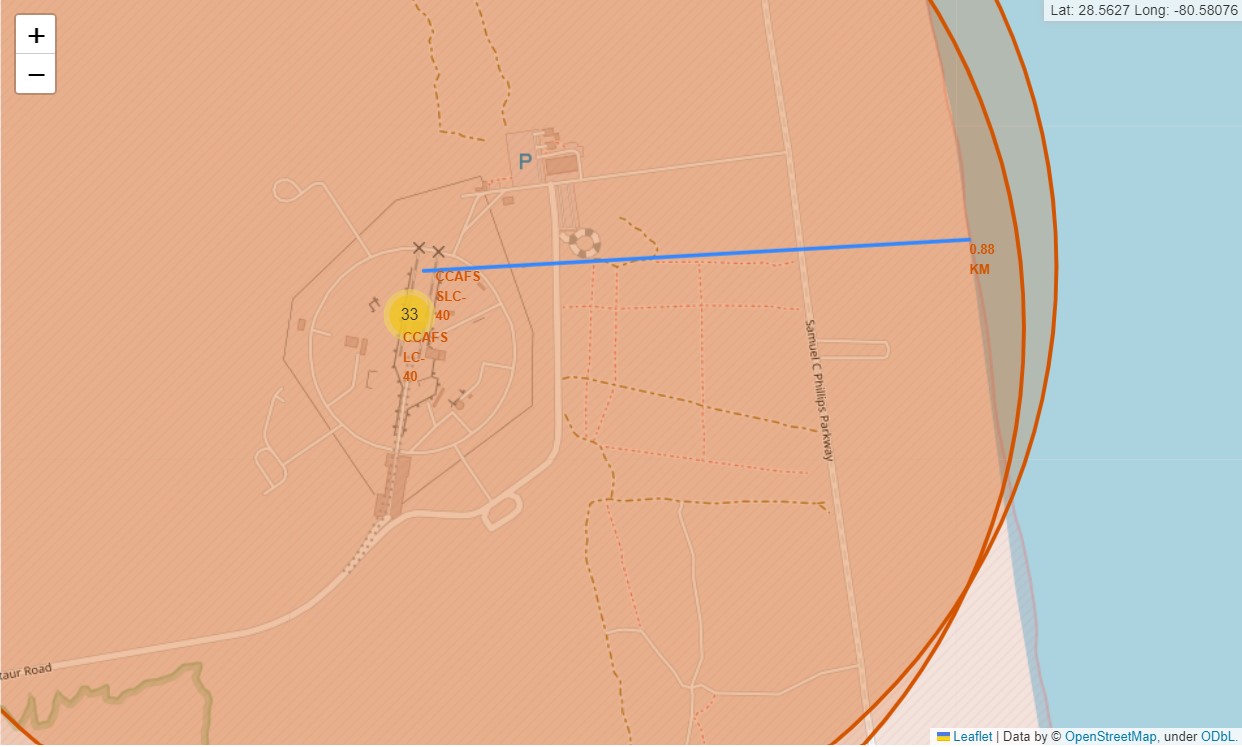 +
−
Lat: 28.5627 Long: -80.58076
P
0.88
KM
CCAFS
SLC-
40
33
CCAFS
LC-
40
Samuel C Phillips Parkway
taur Road
Leaflet | Data by © OpenStreetMap, under ODbL.